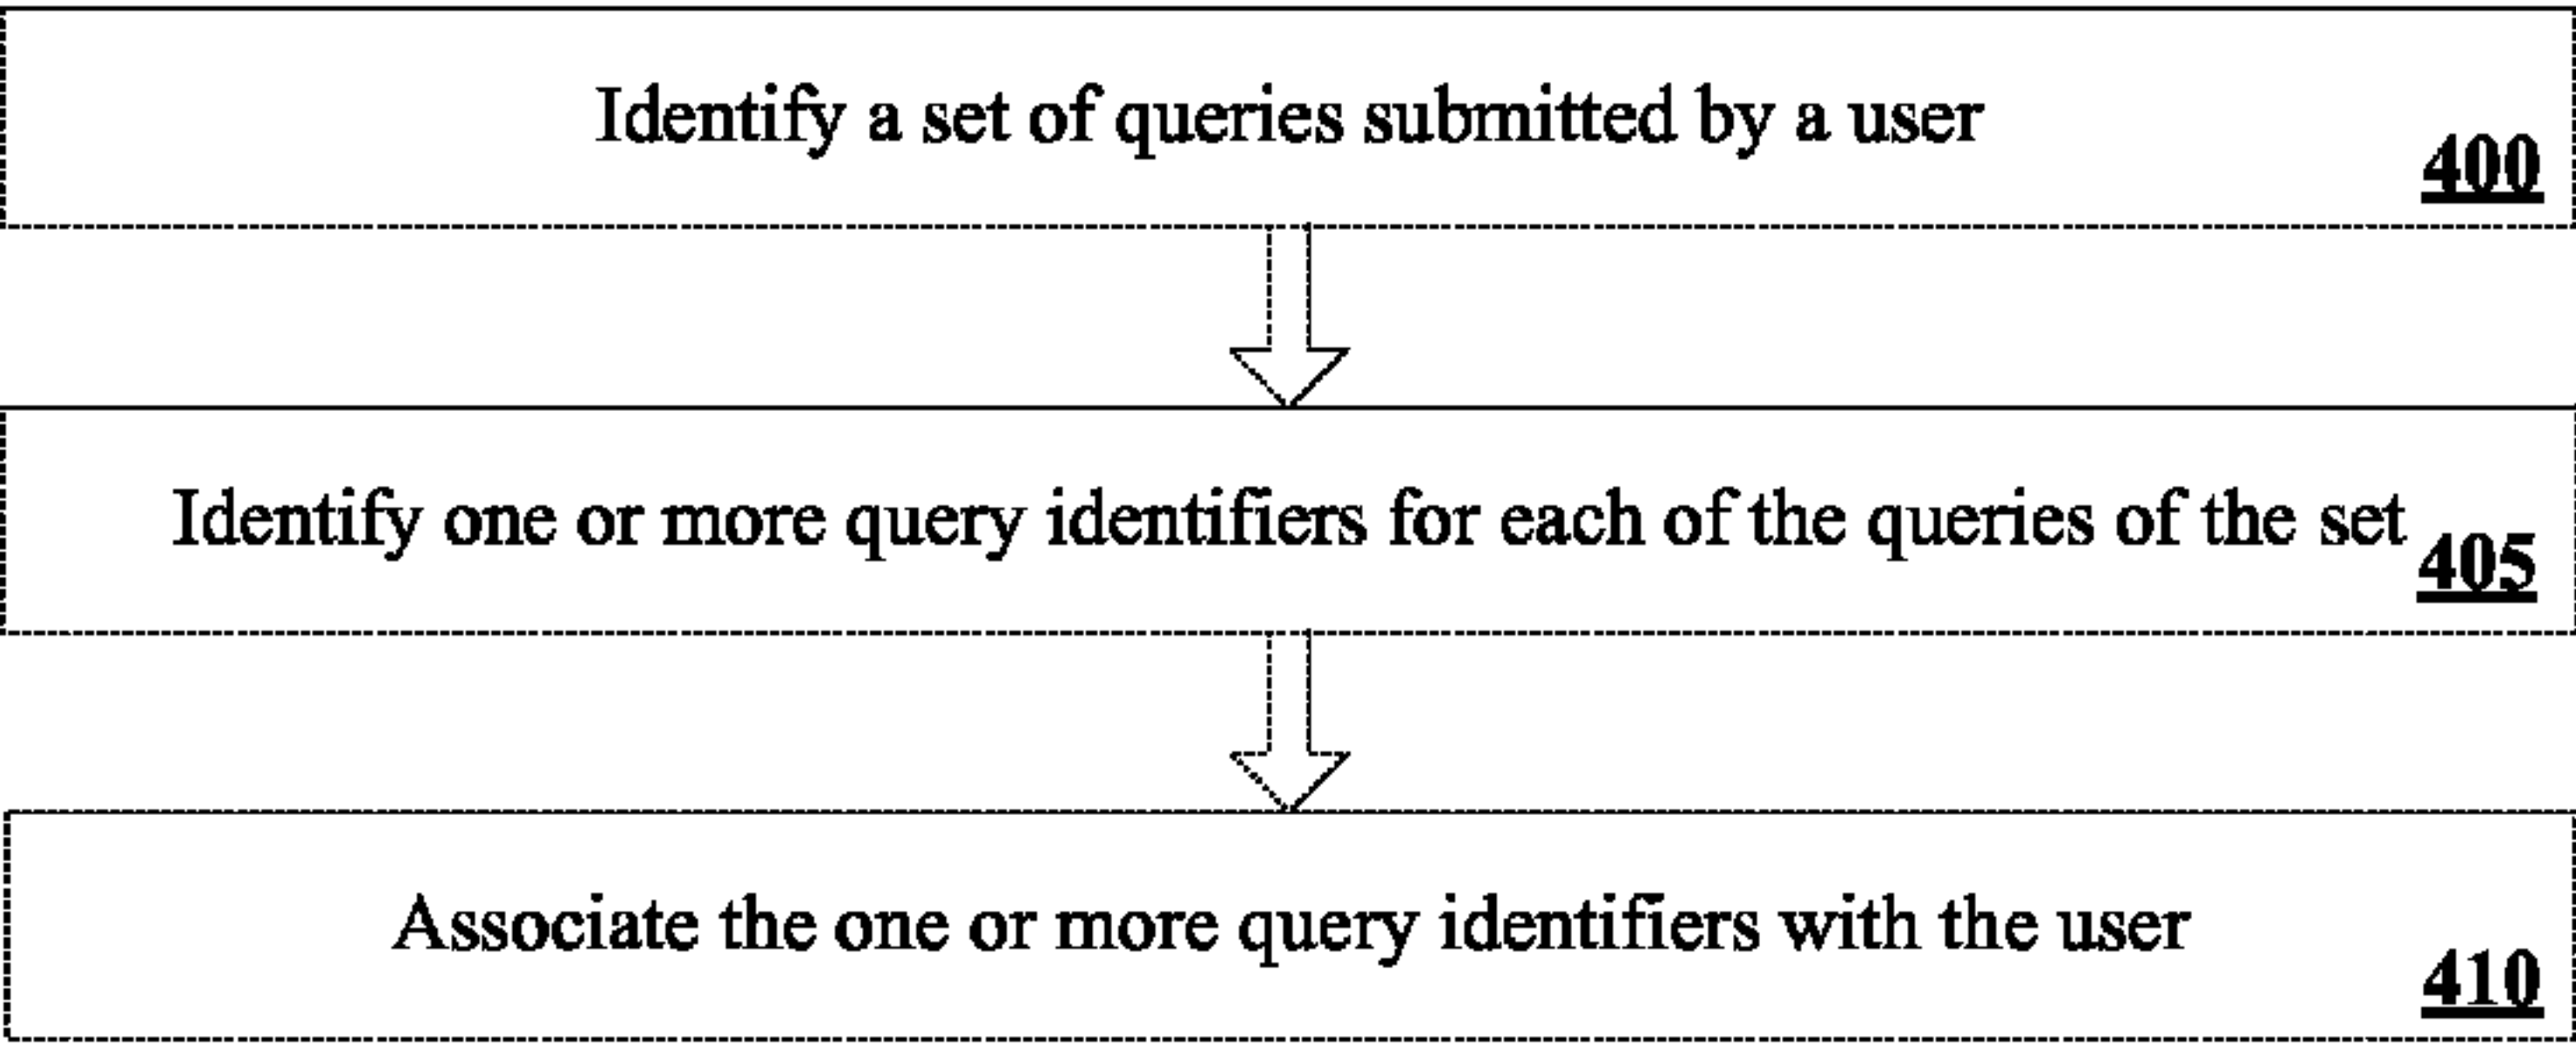 Identify a set of queries submitted by a user
400
Identify one or more query identifiers for each of the queries of the set
405
Associate the one or more query identifiers with the user
410